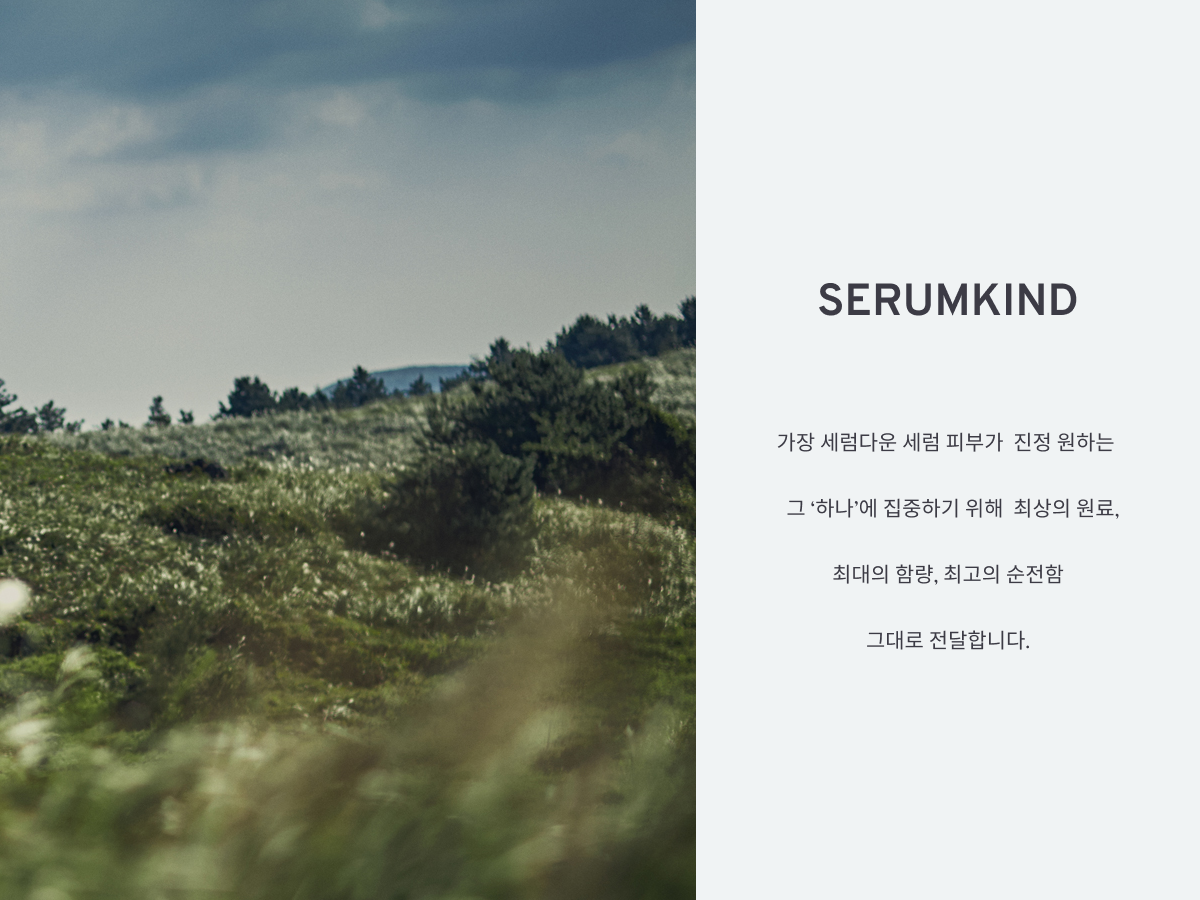 SERUMKIND
가장 세럼다운 세럼 피부가 진정 원하는
그 ‘하나’에 집중하기 위해 최상의 원료,
최대의 함량, 최고의 순전함
그대로 전달합니다.